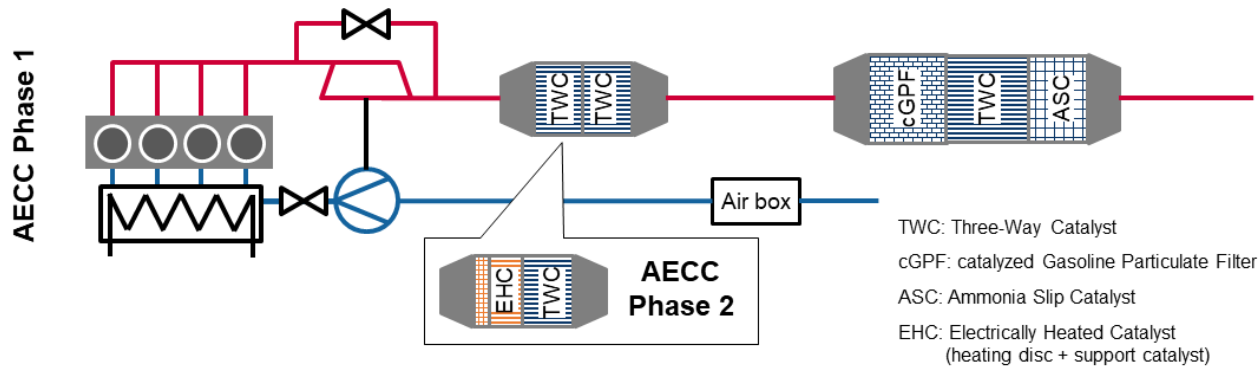 AECC Phase 1
TWC
TWC
cGPF
TWC
ASC
Air box
EHC
TWC
AECC
Phase 2
TWC: Three-Way Catalyst
cGPF: catalyzed Gasoline Particulate Filter
ASC: Ammonia Slip Catalyst
EHC: Electrically Heated Catalyst
(heating disc + support catalyst)